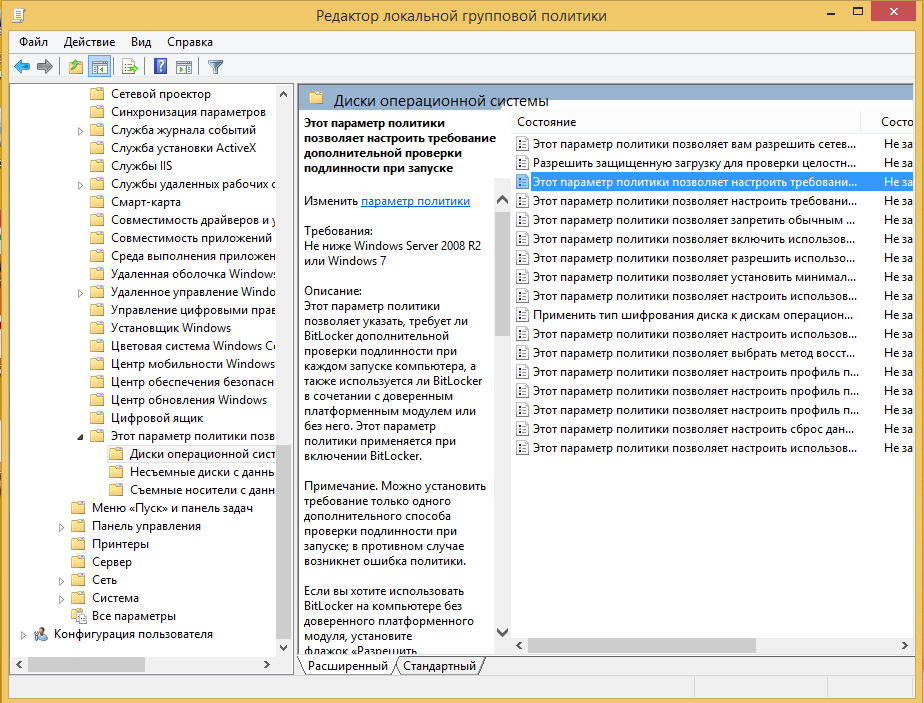 Редактор локальной групповой политики
Файл Действие Вид Справка
Сетевой проектор
Синхронизация параметров
Служба журнала событий
Служба установки ActiveX
Службы IIS
Службы удаленных рабочих с
Смарт-карта
Совместимость драйверов и у
Совместимость приложений
Среда выполнения приложен
Удаленная оболочка Window
Удаленное управление Windo
Управление цифровыми прав
Установщик Windows
Цветовая система Windows Co
Центр мобильности Windows
Центр обеспечения безопасн
Центр обновления Windows
Цифровой ящик
Этот параметр политики позв
Диски операционной сист
Несъемные диски с данны
Съемные носители с данн
Меню «Пуск» и панель задач
Панель управления
Принтеры
Сервер
Сеть
Система
Все параметры
Конфигурация пользователя
Диски операционной системы
Этот параметр политики
позволяет настроить требование
дополнительной проверки
подлинности при запуске
Изменить параметр политики
Требования:
Не ниже Windows Server 2008 R2
или Windows 7
Описание:
Этот параметр политики
позволяет указать, требует ли
BitLocker дополнительной
проверки подлинности при
каждом запуске компьютера, а
также используется ли BitLocker
в сочетании с доверенным
платформенным модулем или
без него. Этот параметр
политики применяется при
включении BitLocker.
Примечание. Можно установить
требование только одного
дополнительного способа
проверки подлинности при
запуске; в противном случае
возникнет ошибка политики.
Если вы хотите использовать
BitLocker на компьютере без
доверенного платформенного
модуля, установите
флажок «Разрешить
Состояние Состо
Этот параметр политики позволяет вам разрешить сетев... Не за
Разрешить защищенную загрузку для проверки целостн... Не за
Этот параметр политики позволяет настроить требовани... Не за
Этот параметр политики позволяет настроить требовани... Не за
Этот параметр политики позволяет запретить обычным ... Не за
Этот параметр политики позволяет включить использов... Не за
Этот параметр политики позволяет разрешить использо... Не за
Этот параметр политики позволяет установить минимал... Не за
Этот параметр политики позволяет настроить использов... Не за
Применить тип шифрования диска к дискам операцион... Не за
Этот параметр политики позволяет настроить использов... Не за
Этот параметр политики позволяет выбрать метод восст... Не за
Этот параметр политики позволяет настроить профиль п... Не за
Этот параметр политики позволяет настроить профиль п... Не за
Этот параметр политики позволяет настроить профиль п... Не за
Этот параметр политики позволяет настроить сброс дан... Не за
Этот параметр политики позволяет настроить использов... Не за
Расширенный Стандартный